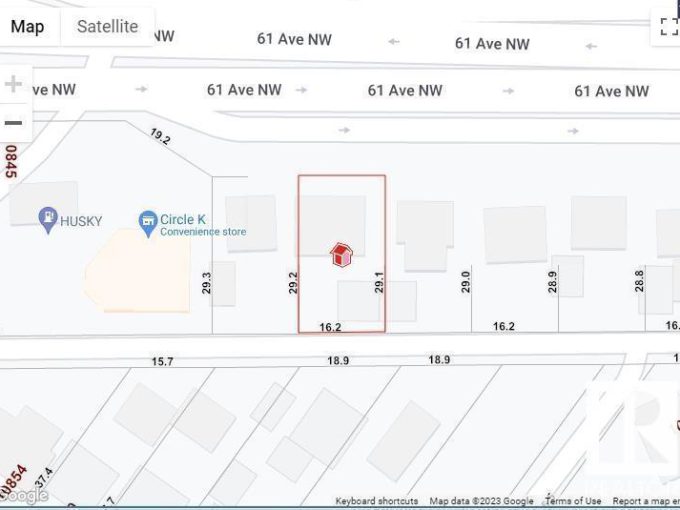 Map Satellite
NW
61 Ave NW
61 Ave NW
ve NW
61 Ave NW
61 Ave NW
61 Ave NW
0845
19.2
HUSKY
Circle K
Convenience store
29.3
29.2
29.1
29.0
28.9
28.8
16.2
16.2
15.7
18.9
18.9
10854
37.4
Google
Keyboard shortcuts Map data ©2023 Google Terms of Use Report a map er